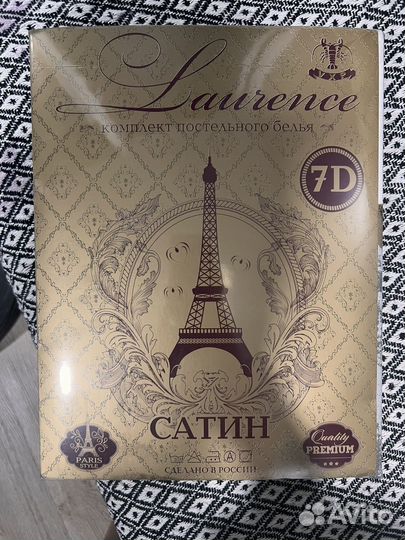 Laurence
КОМПЛЕКТ ПОСТЕЛЬНОГО БЕЛЬЯ
7D
САТИН
PARIS
STYLE
СДЕЛАНО В РОССИИ
Quality
PREMIUM
Avito